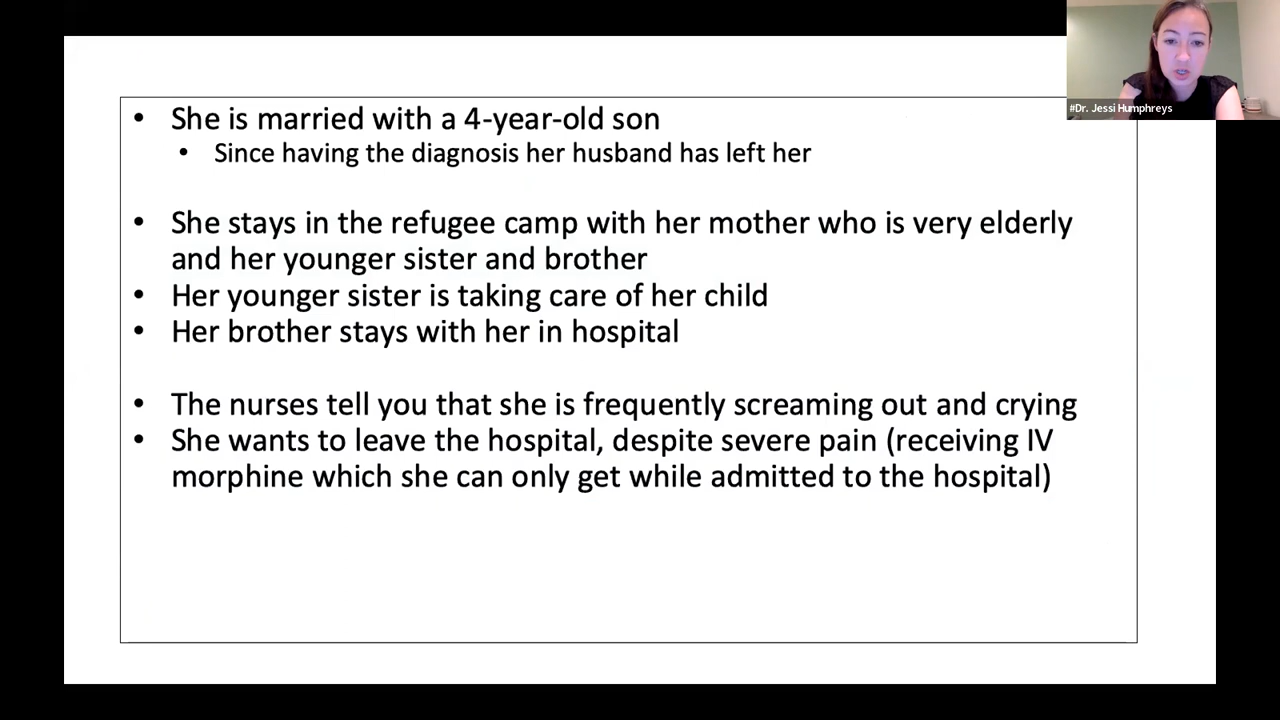 #Dr. Jessi Humphreys
• She is married with a 4-year-old son
• Since having the diagnosis her husband has left her
• She stays in the refugee camp with her mother who is very elderly
and her younger sister and brother
• Her younger sister is taking care of her child
• Her brother stays with her in hospital
• The nurses tell you that she is frequently screaming out and crying
• She wants to leave the hospital, despite severe pain (receiving IV
morphine which she can only get while admitted to the hospital)